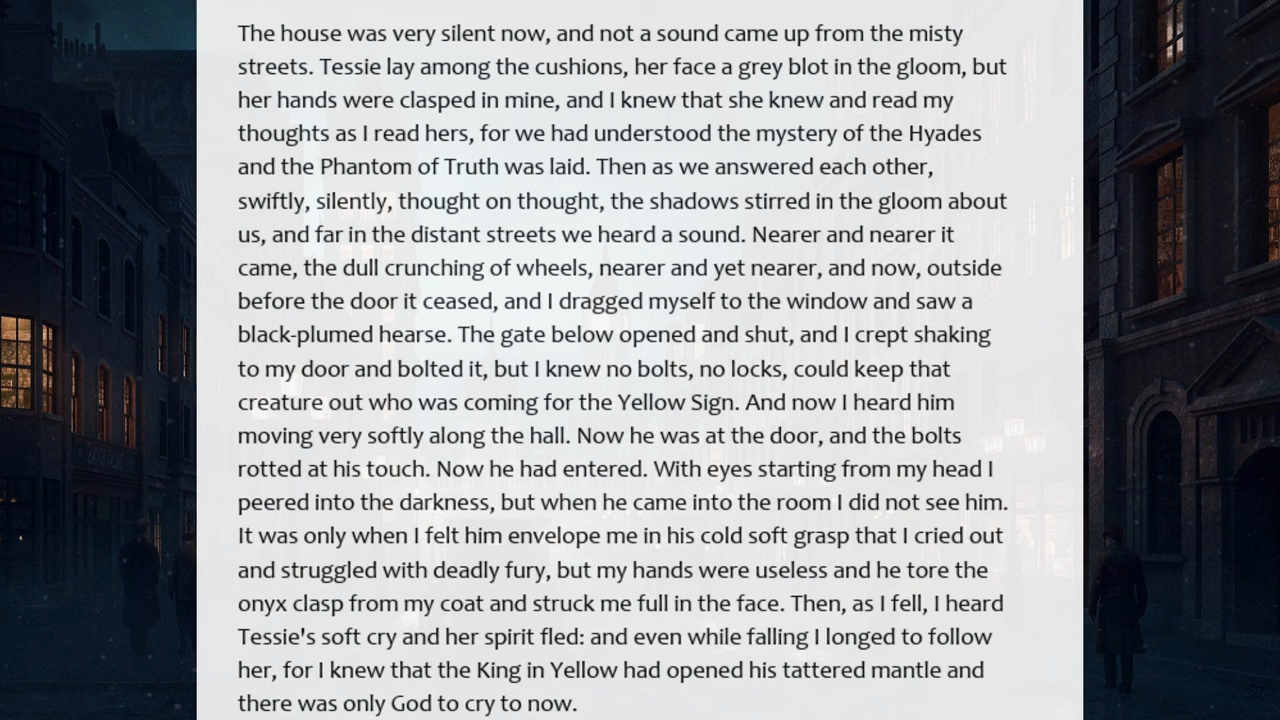 The house was very silent now, and not a sound came up from the misty
streets. Tessie lay among the cushions, her face a grey blot in the gloom, but
her hands were clasped in mine, and I knew that she knew and read my
thoughts as I read hers, for we had understood the mystery of the Hyades
and the Phantom of Truth was laid. Then as we answered each other,
swiftly, silently, thought on thought, the shadows stirred in the gloom about
us, and far in the distant streets we heard a sound. Nearer and nearer it
came, the dull crunching of wheels, nearer and yet nearer, and now, outside
before the door it ceased, and I dragged myself to the window and saw a
black-plumed hearse. The gate below opened and shut, and I crept shaking
to my door and bolted it, but I knew no bolts, no locks, could keep that
creature out who was coming for the Yellow Sign. And now I heard him
moving very softly along the hall. Now he was at the door, and the bolts
rotted at his touch. Now he had entered. With eyes starting from my head I
peered into the darkness, but when he came into the room I did not see him.
It was only when I felt him envelope me in his cold soft grasp that I cried out
and struggled with deadly fury, but my hands were useless and he tore the
onyx clasp from my coat and struck me full in the face. Then, as I fell, I heard
Tessie's soft cry and her spirit fled: and even while falling I longed to follow
her, for I knew that the King in Yellow had opened his tattered mantle and
there was only God to cry to now.